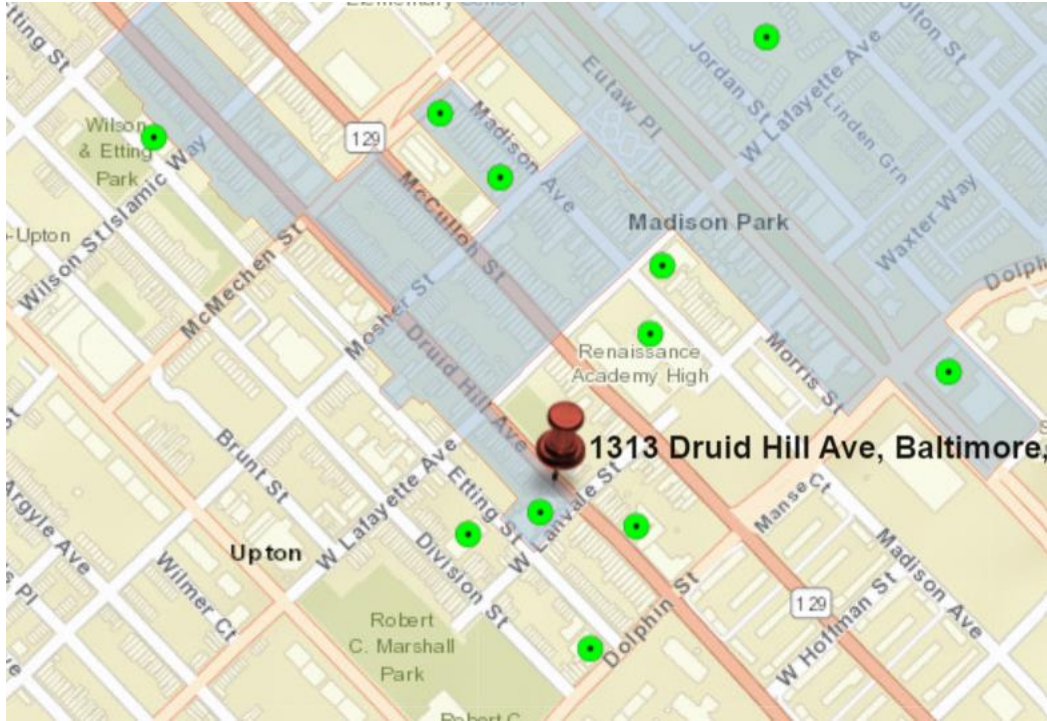 Elementary School
Etting St
Jordan St
W Lafayette Ave
Linden Grn
Eutaw Pl
Wilson
& Etting
Park
129
Madison Ave
McCulloh St
Madison Park
Waxter Way
-Upton
Wilson St
Islamic Way
McMechen St
Mosher St
Druid Hill Ave
Renaissance
Academy High
Morris St
1313 Druid Hill Ave, Baltimore,
Brunt St
W Lafayette Ave
Etting St
W Lanvale St
Manse Ct
Argyle Ave
Upton
Division St
Wilmer Ct
Madison Ave
129
W Hoffman St
Dolphin St
Robert
C. Marshall
Park
Robert C